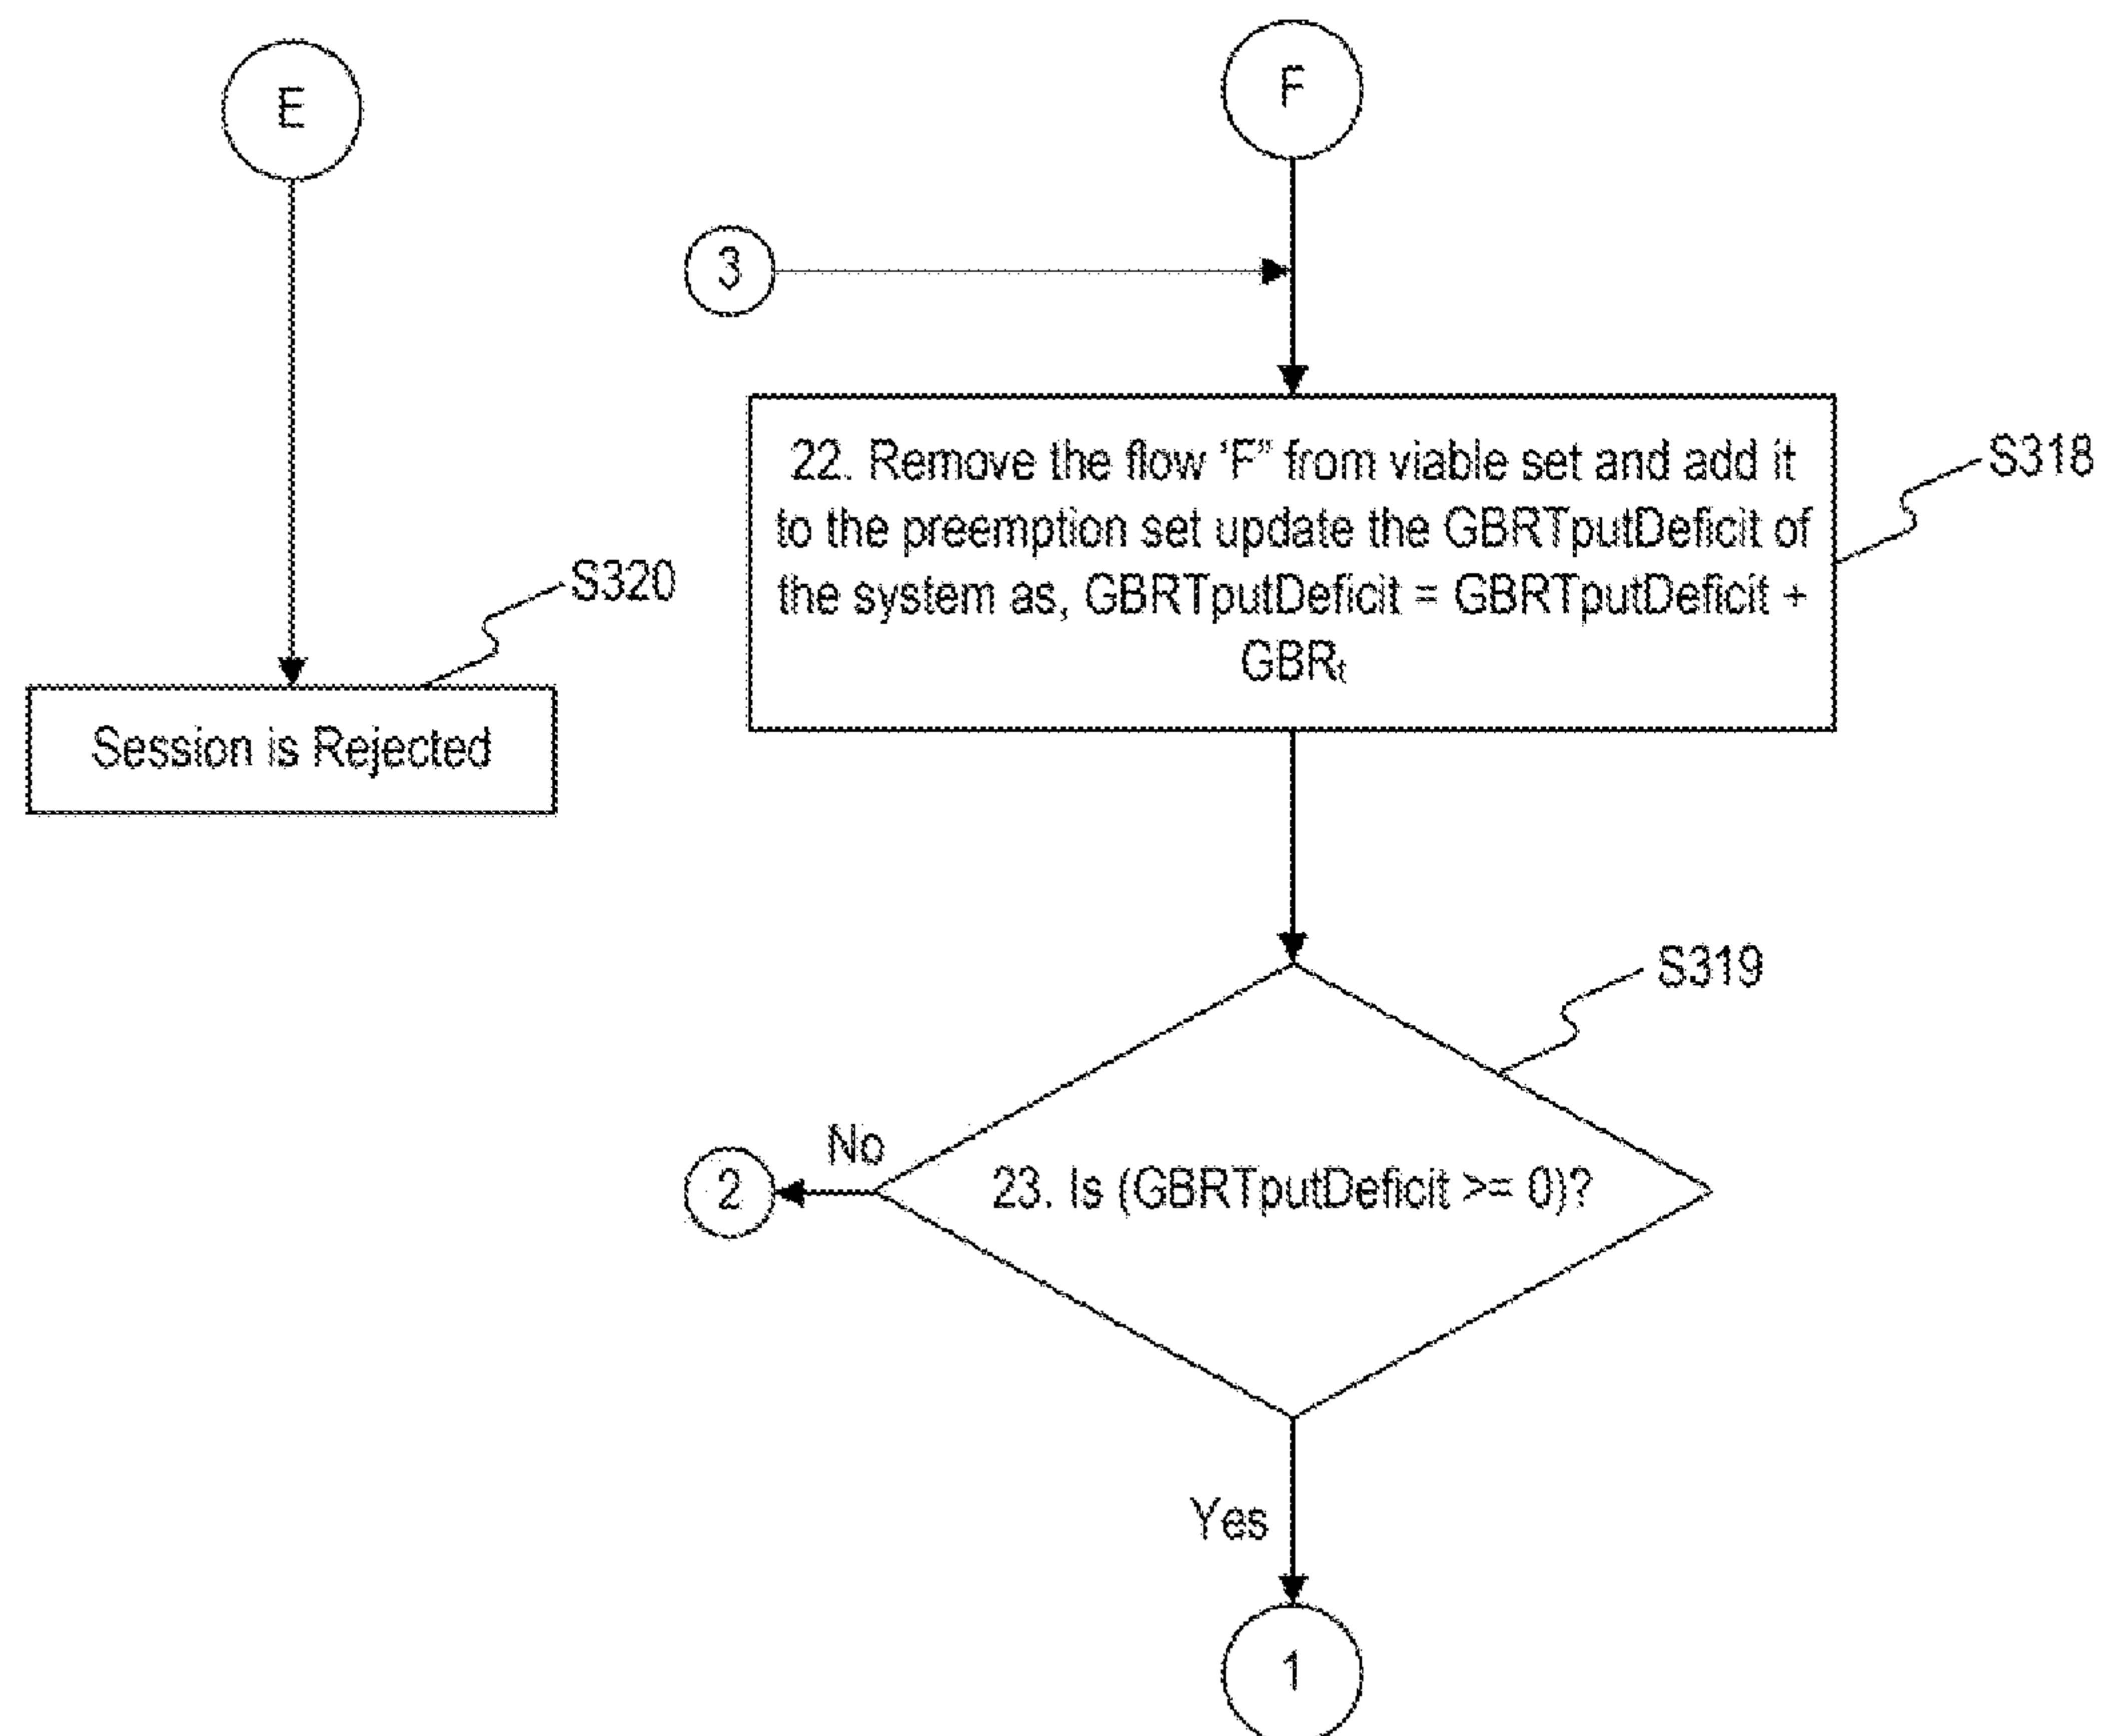 E
F
3
22. Remove the flow ‘F” from viable set and add it
to the preemption set update the GBRTputDeficit of
the system as, GBRTputDeficit = GBRTputDeficit +
GBRₜ
S318
S320
Session is Rejected
S319
No
2
23. Is (GBRTputDeficit >= 0)?
Yes
1